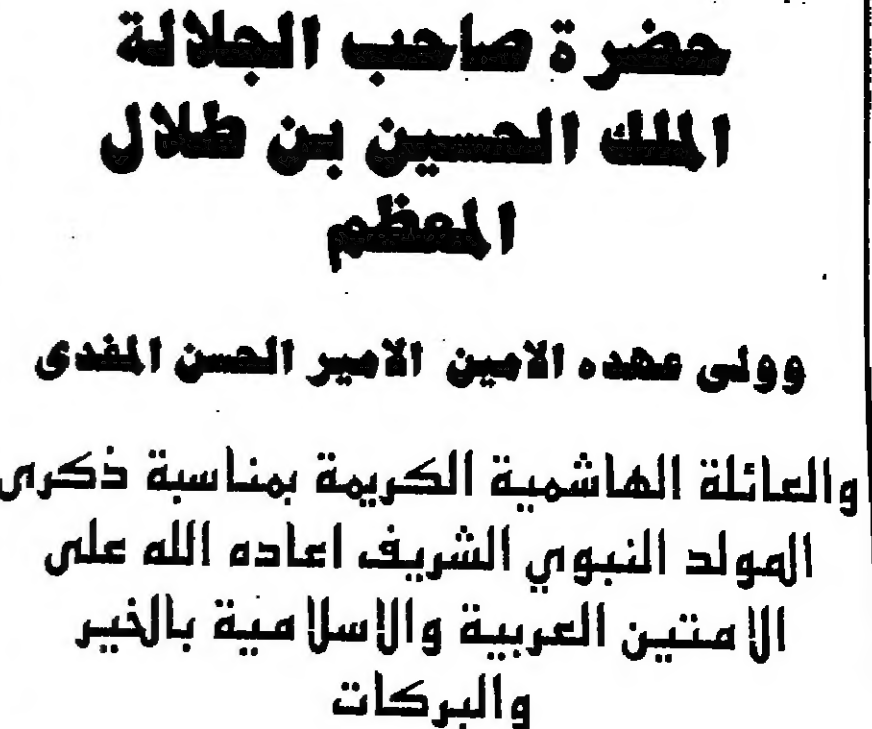 حضرة صاحب الجلالة
الملك الحسين بن طلال
المعظم
وولى عهده الامين الامير الحسن المفدى
والعائلة الهاشمية الكريمة بمناسبة ذكرى
المولد النبوي الشريف اعاده الله على
الامتين العربية والاسلامية بالخير
والبركات